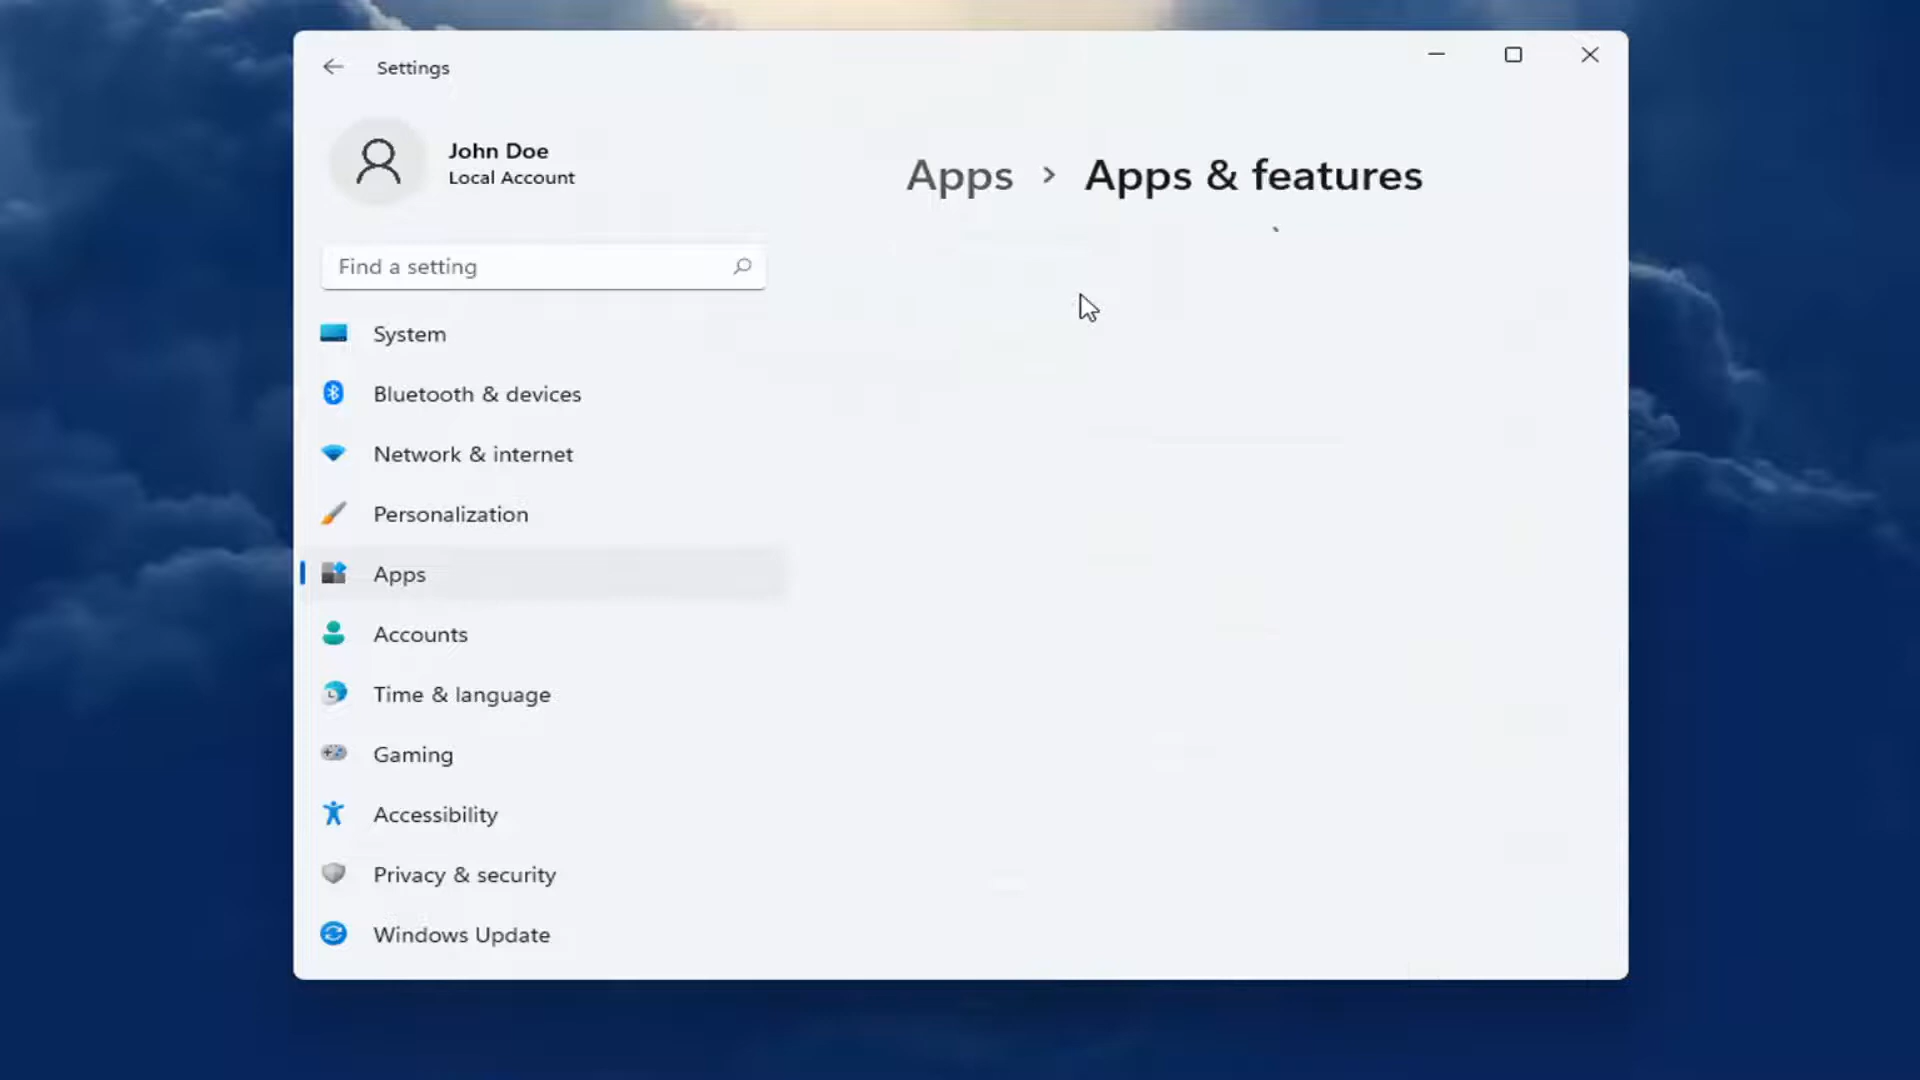 Settings
John Doe
Local Account
Apps > Apps & features
Find a setting
System
Bluetooth & devices
Network & internet
Personalization
Apps
Accounts
Time & language
Gaming
Accessibility
Privacy & security
Windows Update